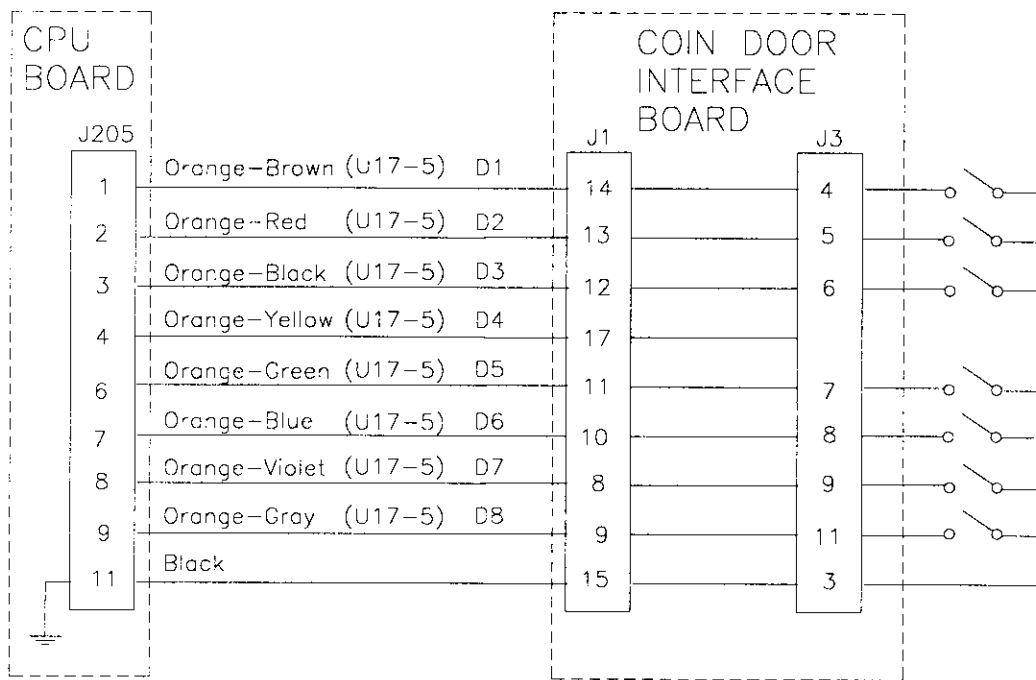 CPU
BOARD
COIN DOOR
INTERFACE
BOARD
J205
J1
J3
1 Orange-Brown (U17-5) D1 14 4
2 Orange-Red (U17-5) D2 13 5
3 Orange-Black (U17-5) D3 12 6
4 Orange-Yellow (U17-5) D4 17
6 Orange-Green (U17-5) D5 11 7
7 Orange-Blue (U17-5) D6 10 8
8 Orange-Violet (U17-5) D7 8 9
9 Orange-Gray (U17-5) D8 9 11
11 Black 15 3